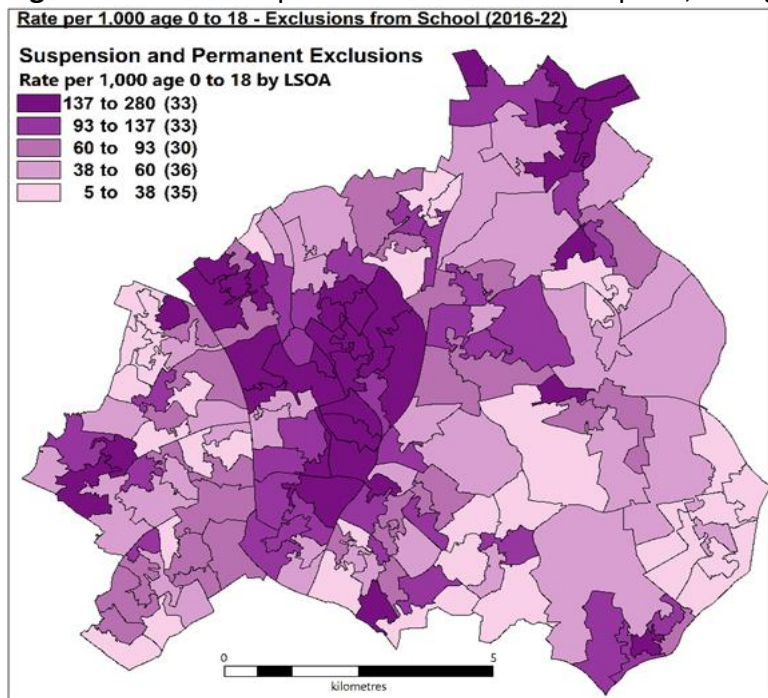 Rate per 1,000 age 0 to 18 - Exclusions from School (2016-22)
Suspension and Permanent Exclusions
Rate per 1,000 age 0 to 18 by LSOA
137 to 280 (33)
93 to 137 (33)
60 to 93 (30)
38 to 60 (36)
5 to 38 (35)
0 5
kilometres